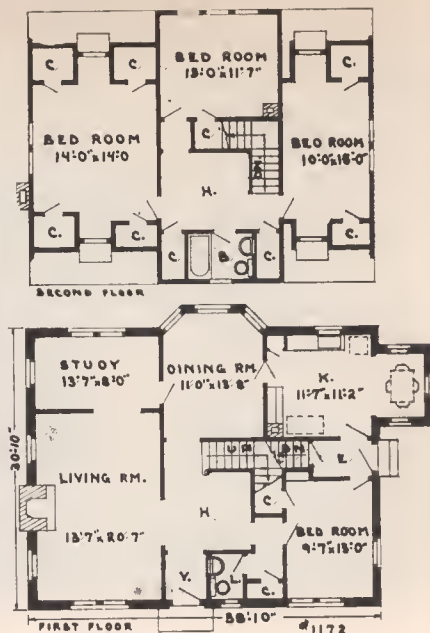 C.
C.
BED ROOM
13'0"x11'7"
C.
C.
BED ROOM
14'0"x14'0
C.
BED ROOM
10'0"x16'0"
H.
C.
C.
C.
B.
C.
C.
SECOND FLOOR
STUDY
13'7"x8'0"
DINING RM.
11'0"x13'8"
K.
11'7"x11'2"
30'-10"
LIVING RM.
13'7"x20'7"
UP
DN
E.
C.
H
BED ROOM
9'-7"x13'0"
V.
L.
C.
FIRST FLOOR
38'-10"
#1172